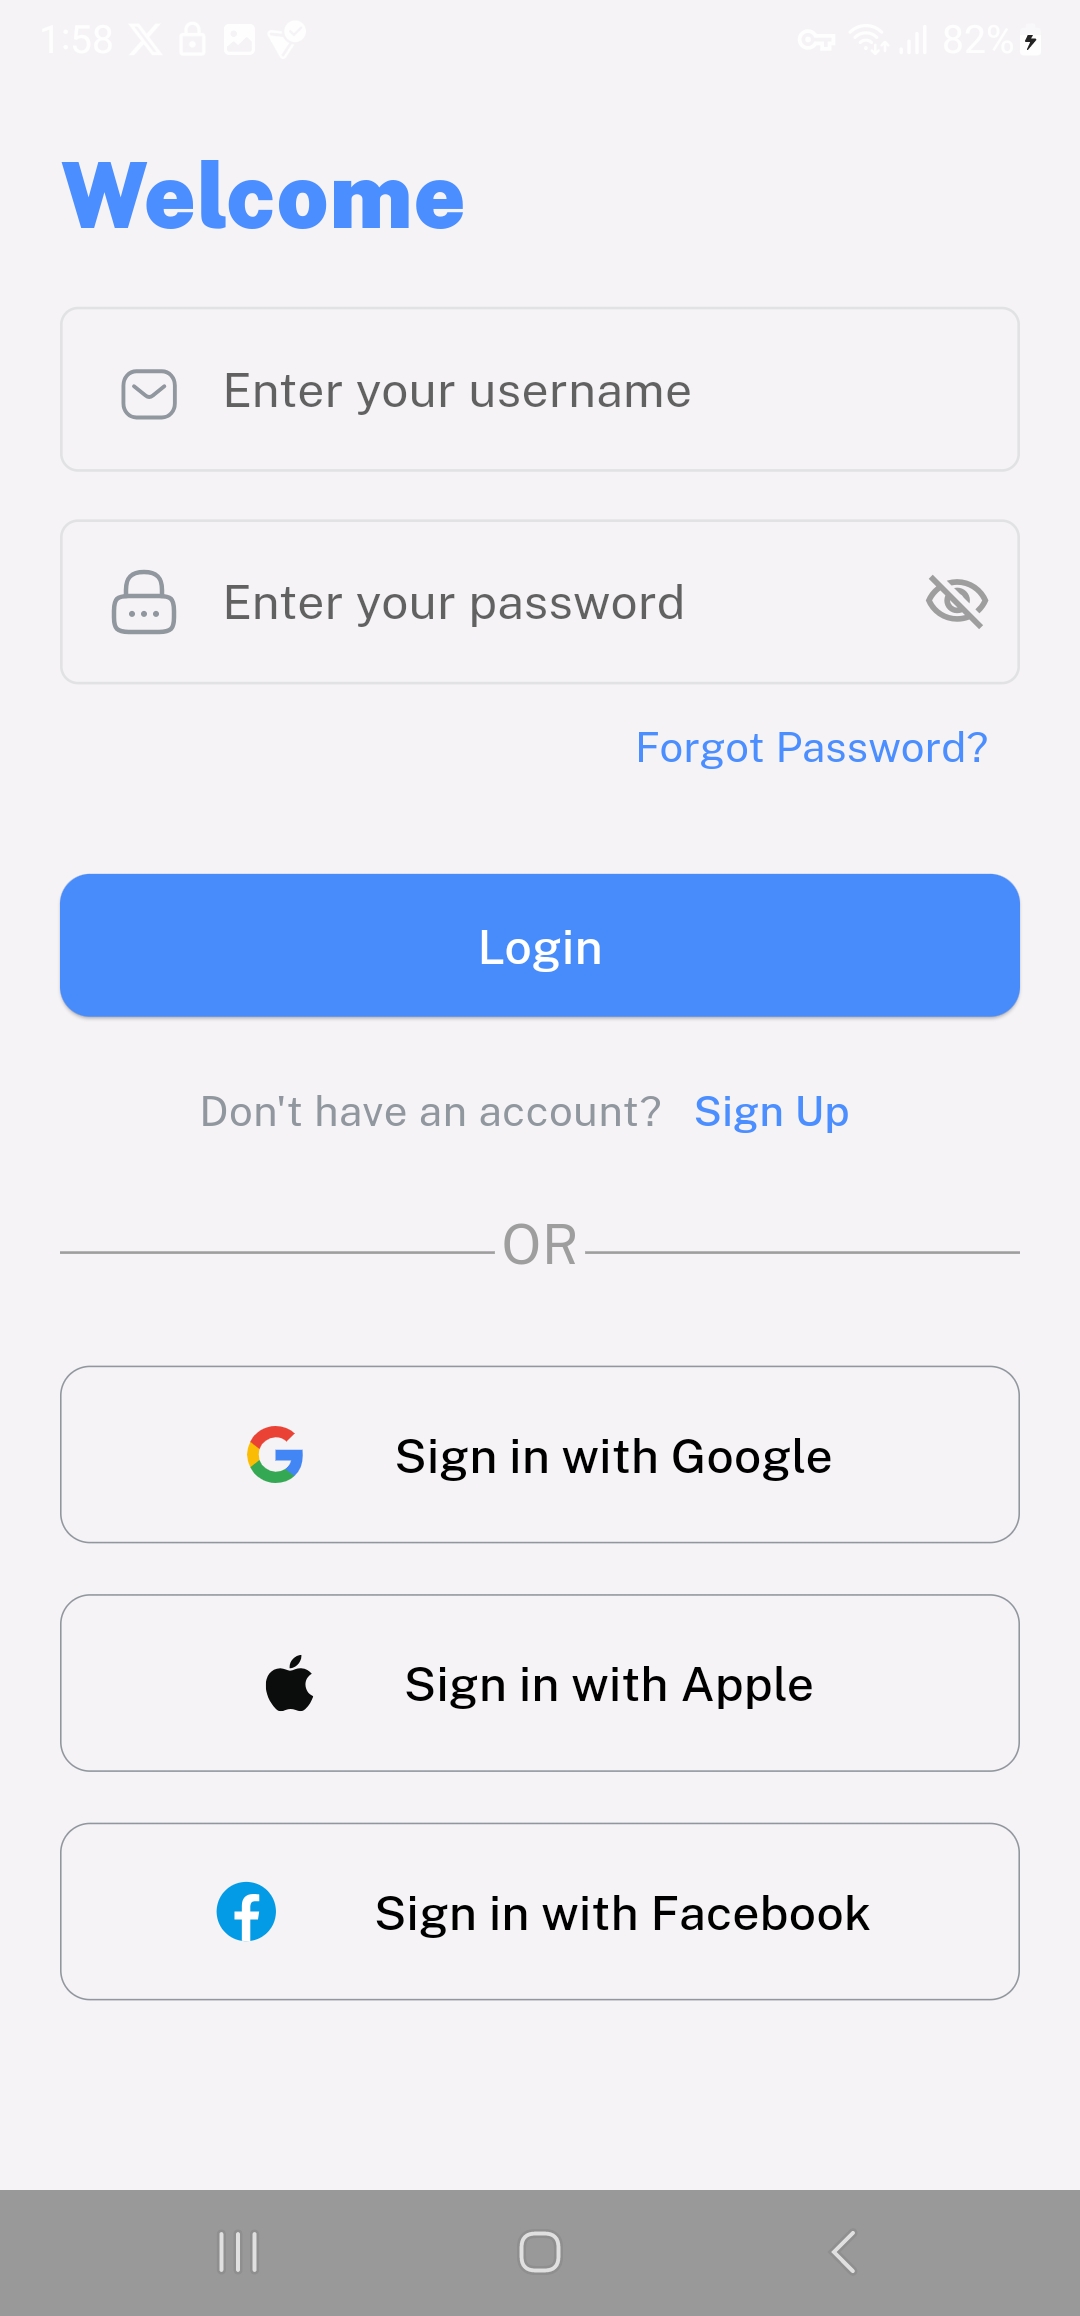 1:58 82%
Welcome
Enter your username
Enter your password
Forgot Password?
Login
Don't have an account? Sign Up
OR
Sign in with Google
Sign in with Apple
Sign in with Facebook